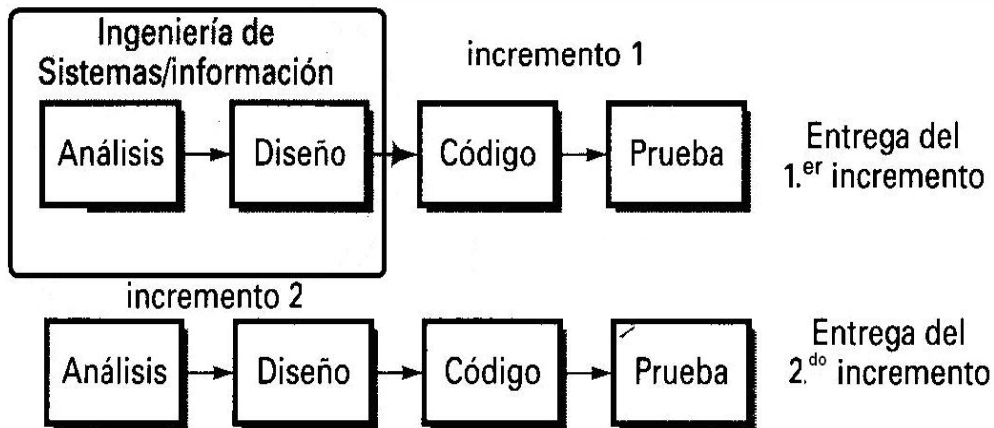 Ingeniería de
Sistemas/información
incremento 1
Análisis
Diseño
Código
Prueba
Entrega del
1.er incremento
incremento 2
Análisis
Diseño
Código
Prueba
Entrega del
2.do incremento